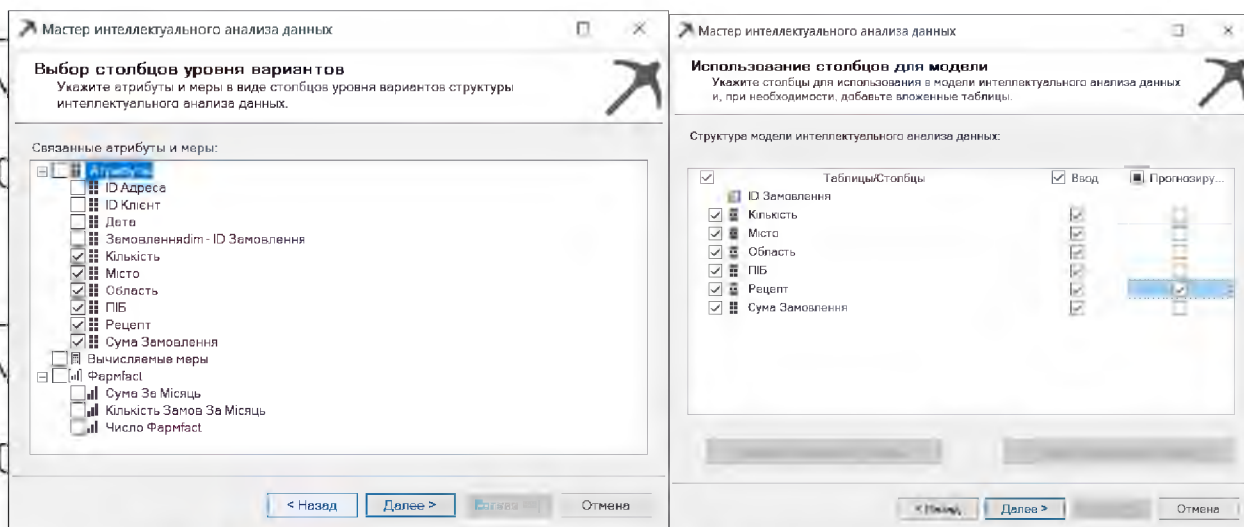 Мастер интеллектуального анализа данных
Выбор столбцов уровня вариантов
Укажите атрибуты и меры в виде столбцов уровня вариантов структуры
интеллектуального анализа данных.
Связанные атрибуты и меры:
Атрибуты
ID Адреса
ID Клієнт
Дата
Замовленняdim - ID Замовлення
Кількість
Місто
Область
ПІБ
Рецепт
Сума Замовлення
Вычисляемые меры
Фармfact
Сума За Місяць
Кількість Замов За Місяць
Число Фармfact
< Назад
Далее >
Отмена
Мастер интеллектуального анализа данных
Использование столбцов для модели
Укажите столбцы для использования в модели интеллектуального анализа данных
и, при необходимости, добавьте вложенные таблицы.
Структура модели интеллектуального анализа данных:
Таблицы/Столбцы Ввод Прогнозиру...
ID Замовлення
Кількість
Місто
Область
ПІБ
Рецепт
Сума Замовлення
< Назад
Далее >
Отмена